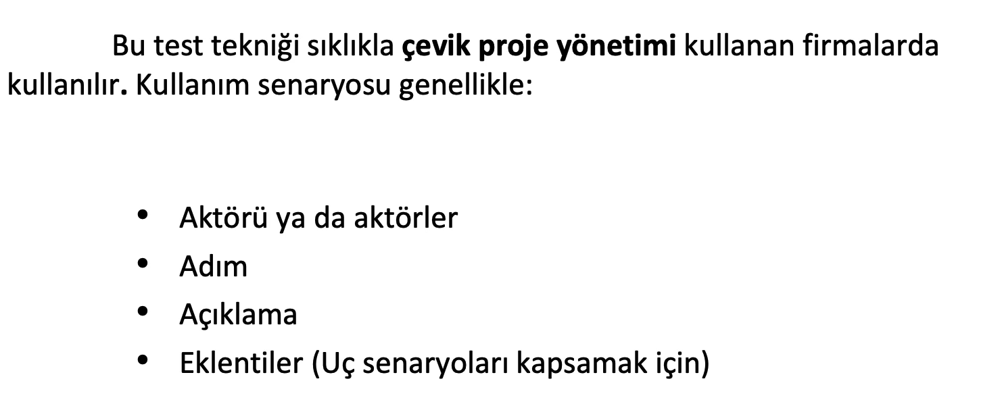 Bu test tekniği sıklıkla çevik proje yönetimi kullanan firmalarda
kullanılır. Kullanım senaryosu genellikle:
• Aktörü ya da aktörler
• Adım
• Açıklama
• Eklentiler (Uç senaryoları kapsamak için)